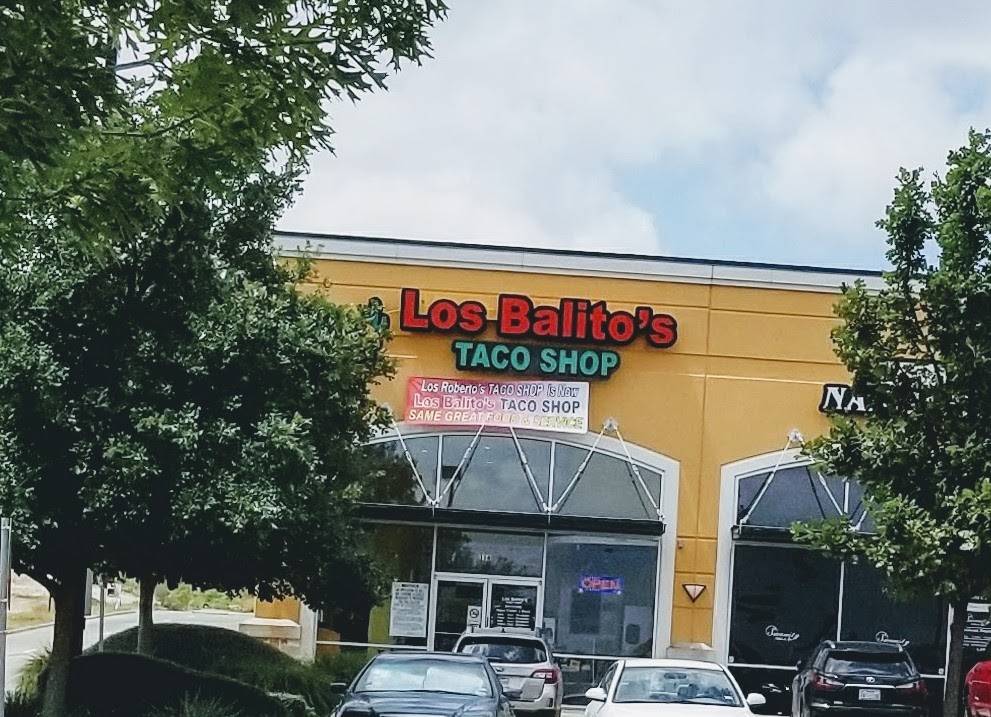 Los Balito's
TACO SHOP
Los Roberto's TACO SHOP Is Now
Los Balito's TACO SHOP
SAME GREAT FOOD & SERVICE
NA
OPEN